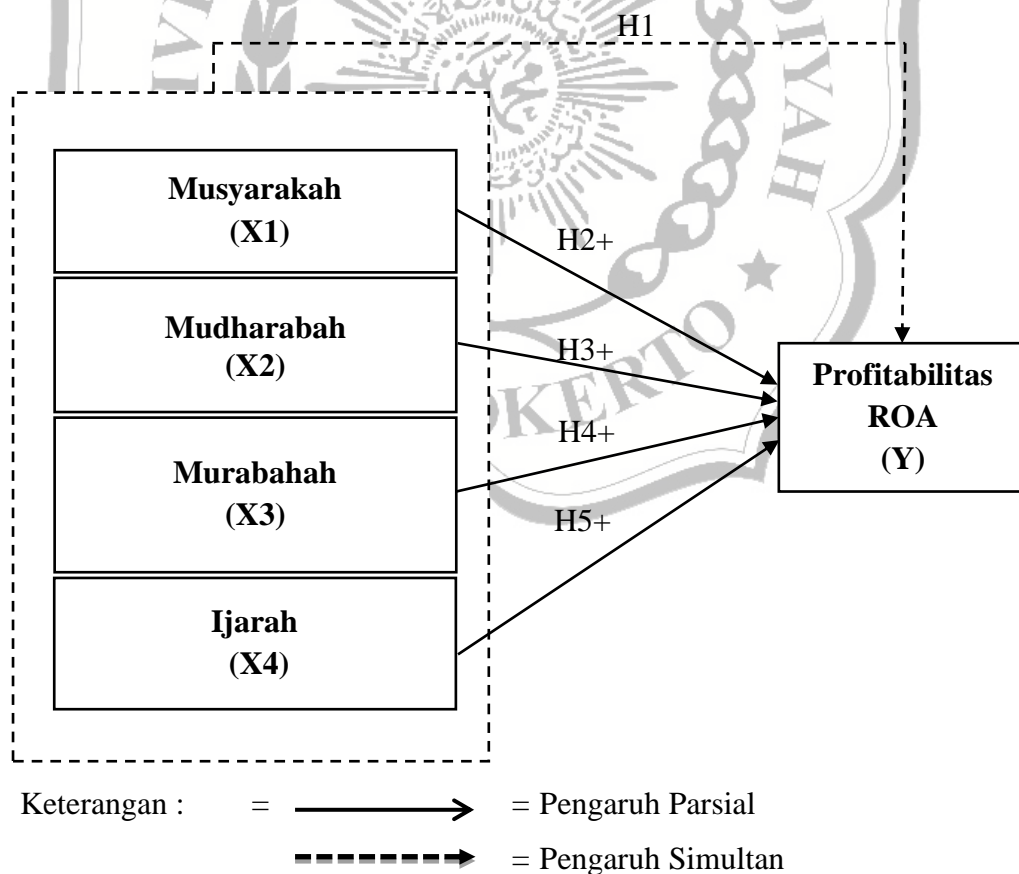 H1
Musyarakah
(X1)
H2+
Mudharabah
(X2)
H3+
Murabahah
(X3)
H4+
Ijarah
(X4)
H5+
Profitabilitas
ROA
(Y)
Keterangan : = = Pengaruh Parsial
= Pengaruh Simultan